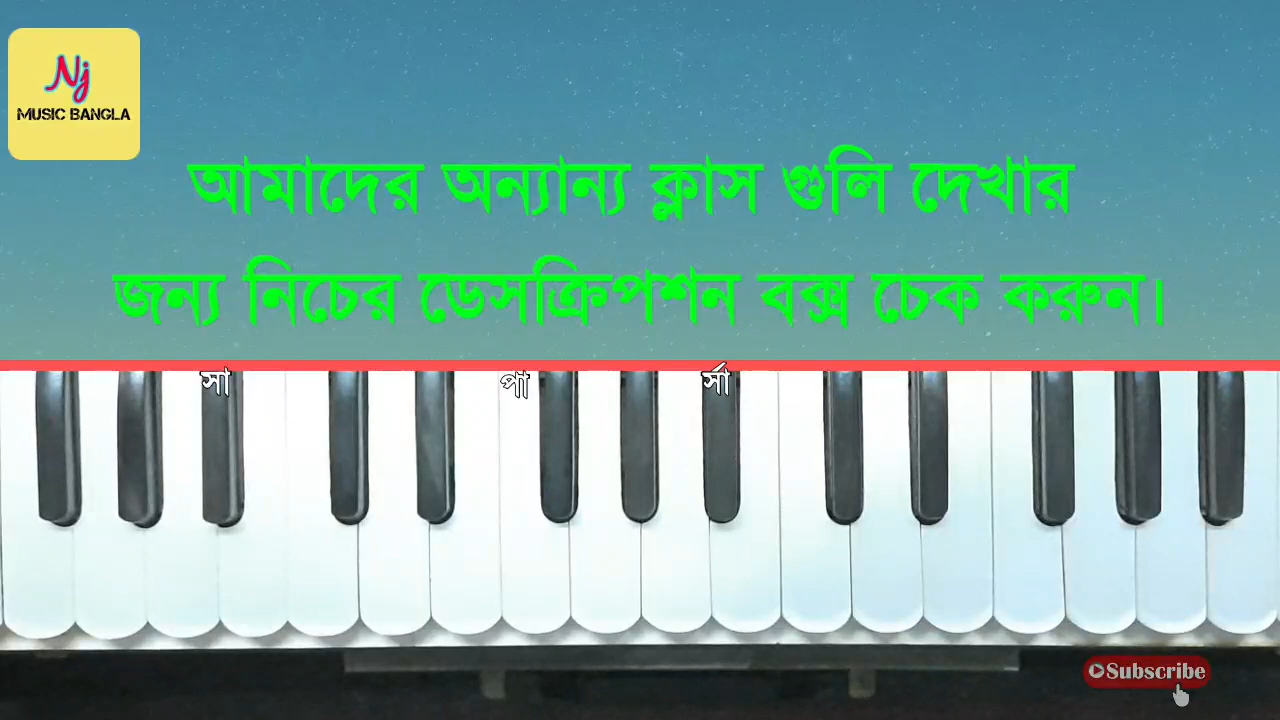 Nj
MUSIC BANGLA
আমাদের অন্যান্য ক্লাস গুলি দেখার
জন্য নিচের ডেসক্রিপশন বক্স চেক করুন।
সা পা র্সা
Subscribe